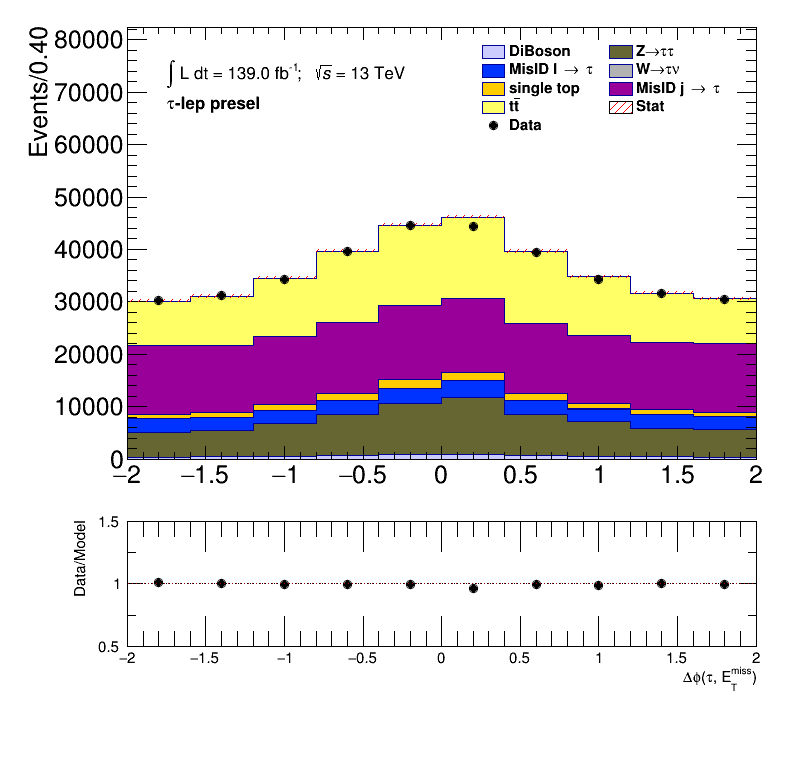 Events/0.40
80000
70000
60000
50000
40000
30000
20000
10000
0
∫ L dt = 139.0 fb⁻¹; √s = 13 TeV
τ-lep presel
DiBoson
MisID l → τ
single top
tt̄
Data
Z→ττ
W→τν
MisID j → τ
Stat
−2 −1.5 −1 −0.5 0 0.5 1 1.5 2
Data/Model
1.5
1
0.5
−2 −1.5 −1 −0.5 0 0.5 1 1.5 2
Δϕ(τ, E_T^miss)